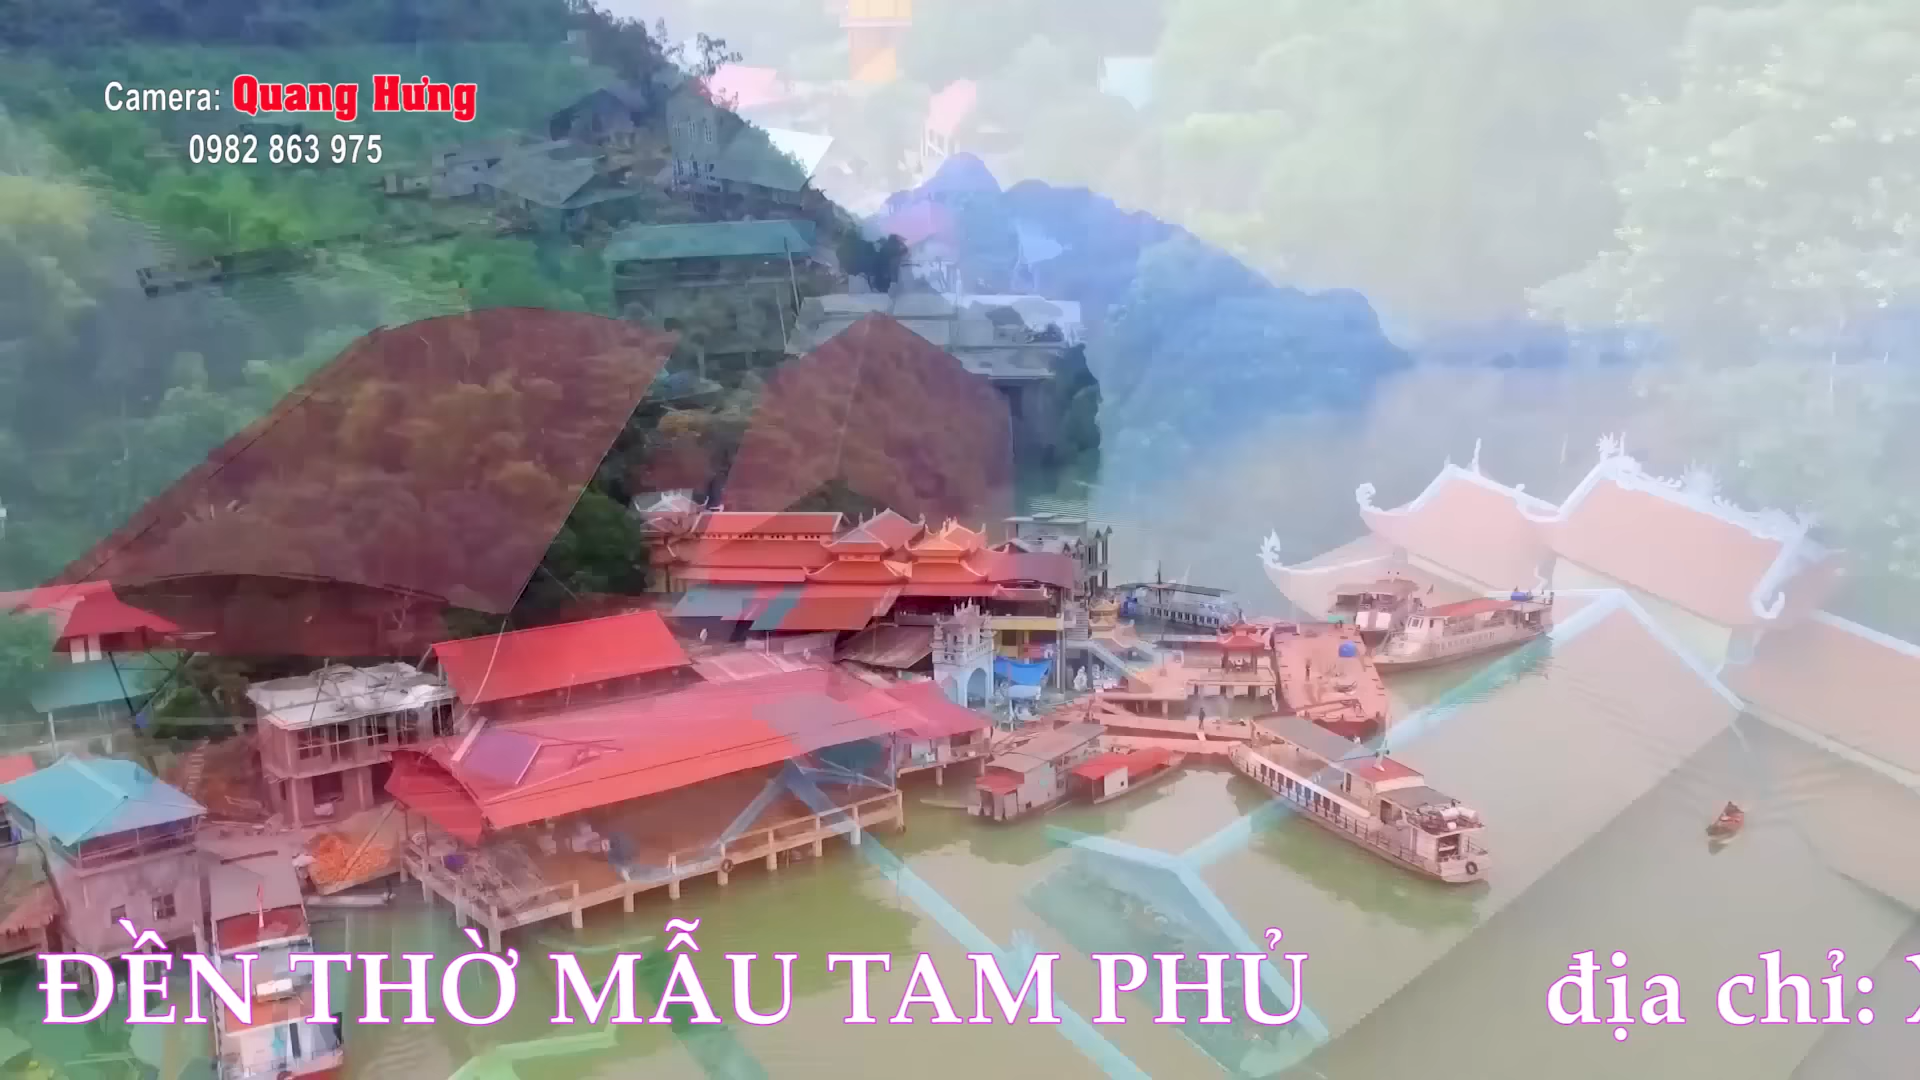 Camera: Quang Hưng
0982 863 975
ĐỀN THỜ MẪU TAM PHỦ địa chỉ: